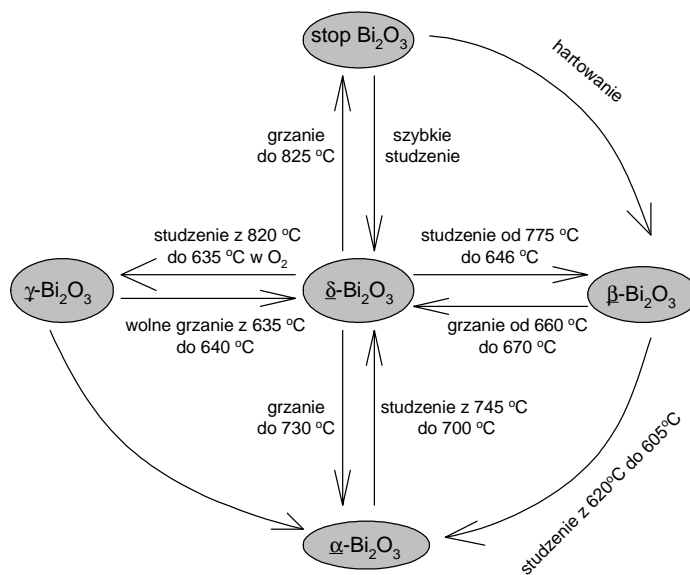 stop Bi₂O₃
hartowanie
grzanie
do 825 °C
szybkie
studzenie
studzenie z 820 °C
do 635 °C w O₂
studzenie od 775 °C
do 646 °C
γ-Bi₂O₃
δ-Bi₂O₃
β-Bi₂O₃
wolne grzanie z 635 °C
do 640 °C
grzanie od 660 °C
do 670 °C
grzanie
do 730 °C
studzenie z 745 °C
do 700 °C
studzenie z 620°C do 605°C
α-Bi₂O₃